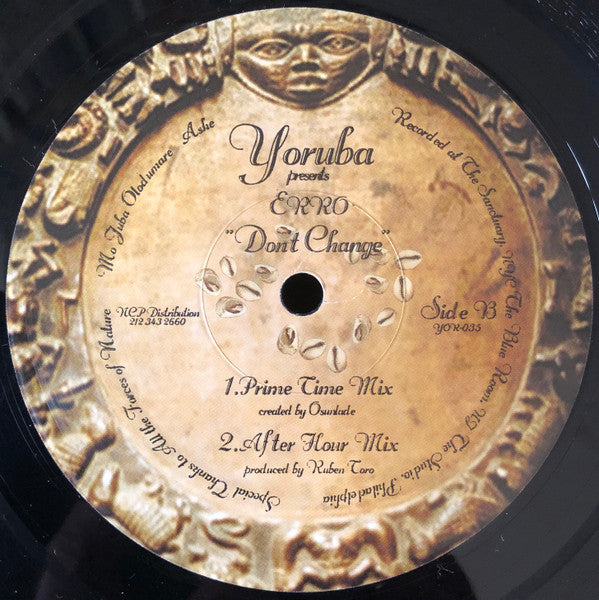 Yoruba
presents
ERRO
"Don't Change"
NCP Distribution
212 343 2660
Side B
YOR-035
1.Prime Time Mix
created by Osunlade
2.After Hour Mix
produced by Ruben Toro
Special Thanks to All the Forces of Nature
Mo Juba Olodumare Ashe
Recorded at The Sanctuary, NYC The Blue Room, NJ The Studio, Philadelphia